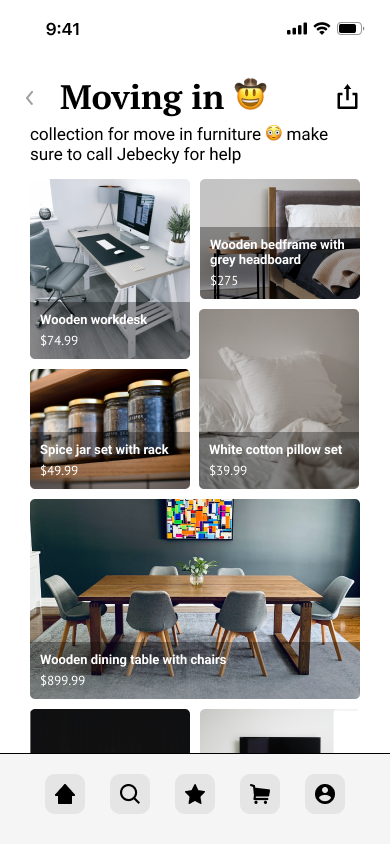 9:41
Moving in 🤠
collection for move in furniture 😳 make
sure to call Jebecky for help
Wooden workdesk
$74.99
Wooden bedframe with
grey headboard
$275
Spice jar set with rack
$49.99
White cotton pillow set
$39.99
Wooden dining table with chairs
$899.99